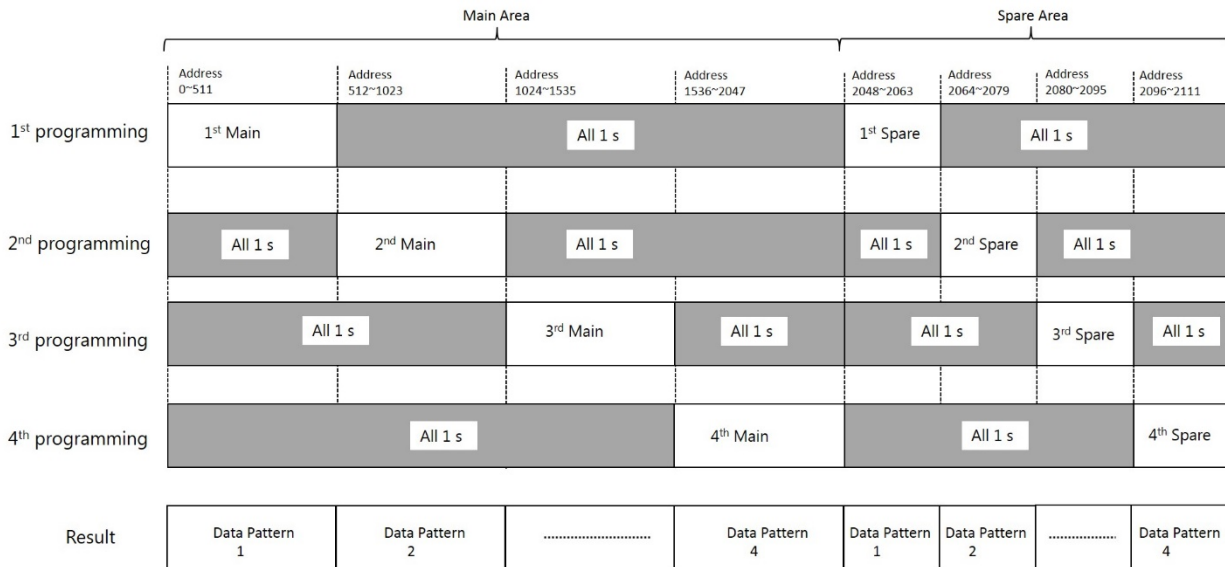 Main Area
Spare Area
Address
0~511
Address
512~1023
Address
1024~1535
Address
1536~2047
Address
2048~2063
Address
2064~2079
Address
2080~2095
Address
2096~2111
1st programming
1st Main
All 1 s
1st Spare
All 1 s
2nd programming
All 1 s
2nd Main
All 1 s
All 1 s
2nd Spare
All 1 s
3rd programming
All 1 s
3rd Main
All 1 s
All 1 s
3rd Spare
All 1 s
4th programming
All 1 s
4th Main
All 1 s
4th Spare
Result
Data Pattern
1
Data Pattern
2
..........................
Data Pattern
4
Data Pattern
1
Data Pattern
2
................
Data Pattern
4